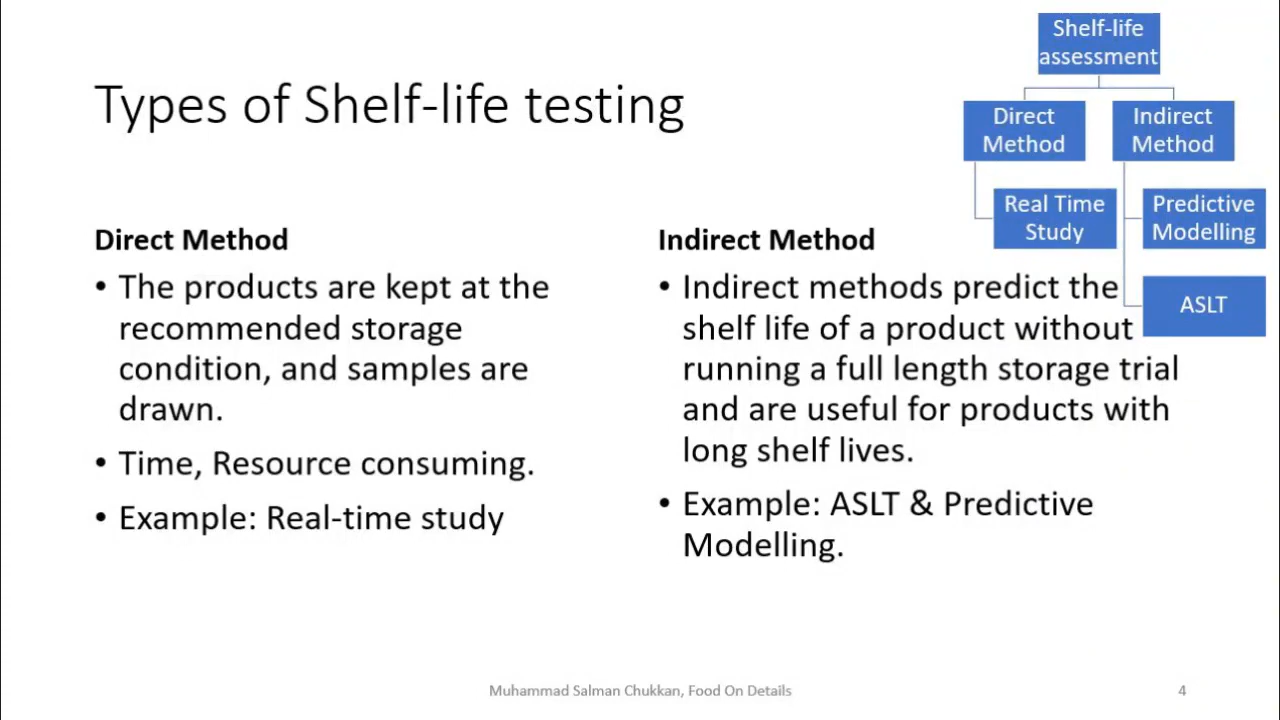 Types of Shelf-life testing
Shelf-life
assessment
Direct
Method
Indirect
Method
Real Time
Study
Predictive
Modelling
ASLT
Direct Method
• The products are kept at the
recommended storage
condition, and samples are
drawn.
• Time, Resource consuming.
• Example: Real-time study
Indirect Method
• Indirect methods predict the
shelf life of a product without
running a full length storage trial
and are useful for products with
long shelf lives.
• Example: ASLT & Predictive
Modelling.
Muhammad Salman Chukkan, Food On Details
4